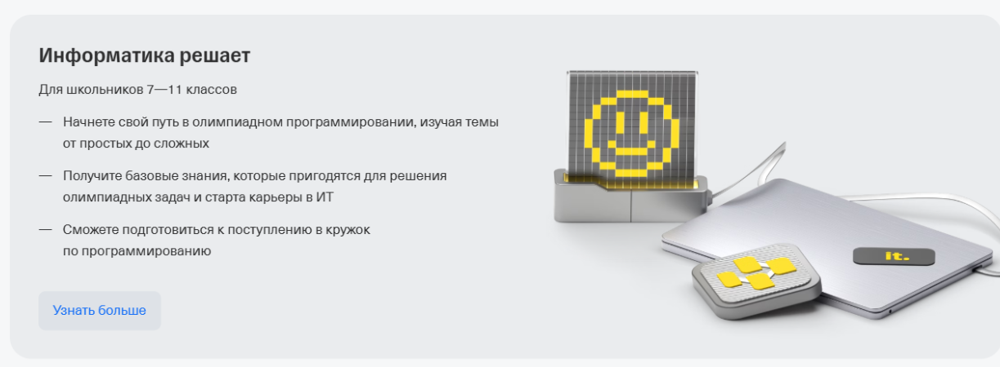 Информатика решает
Для школьников 7—11 классов
— Начнете свой путь в олимпиадном программировании, изучая темы
от простых до сложных
— Получите базовые знания, которые пригодятся для решения
олимпиадных задач и старта карьеры в ИТ
— Сможете подготовиться к поступлению в кружок
по программированию
Узнать больше
it.